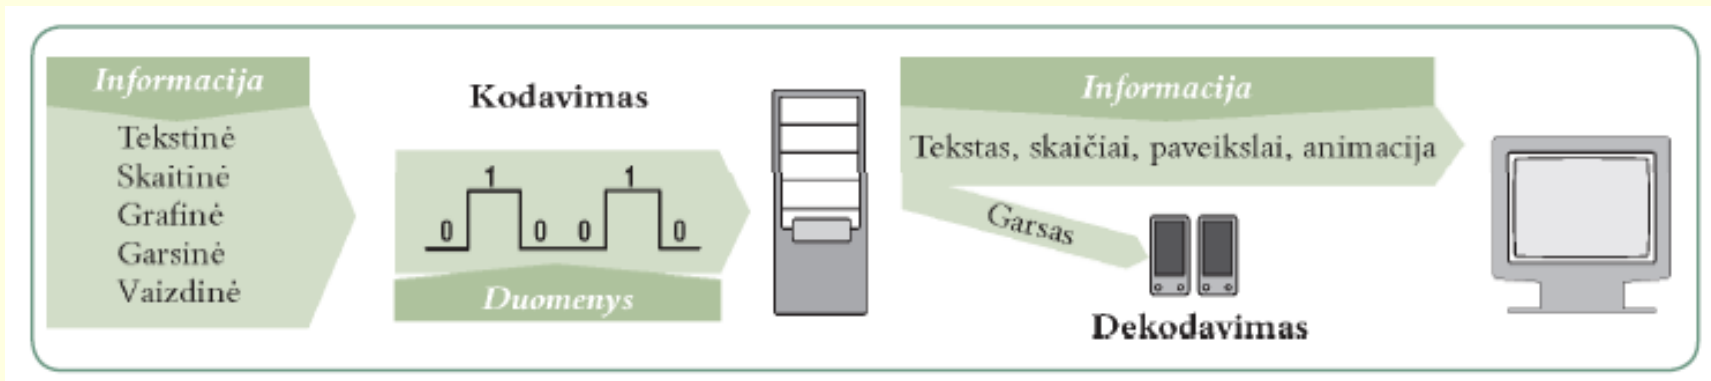 Informacija
Tekstinė
Skaitinė
Grafinė
Garsinė
Vaizdinė
Kodavimas
0 1 0 0 1 0
Duomenys
Informacija
Tekstas, skaičiai, paveikslai, animacija
Garsas
Dekodavimas